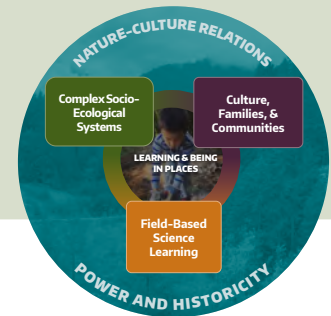 NATURE-CULTURE RELATIONS
Complex Socio-
Ecological
Systems
Culture,
Families, &
Communities
LEARNING & BEING
IN PLACES
Field-Based
Science
Learning
POWER AND HISTORICITY